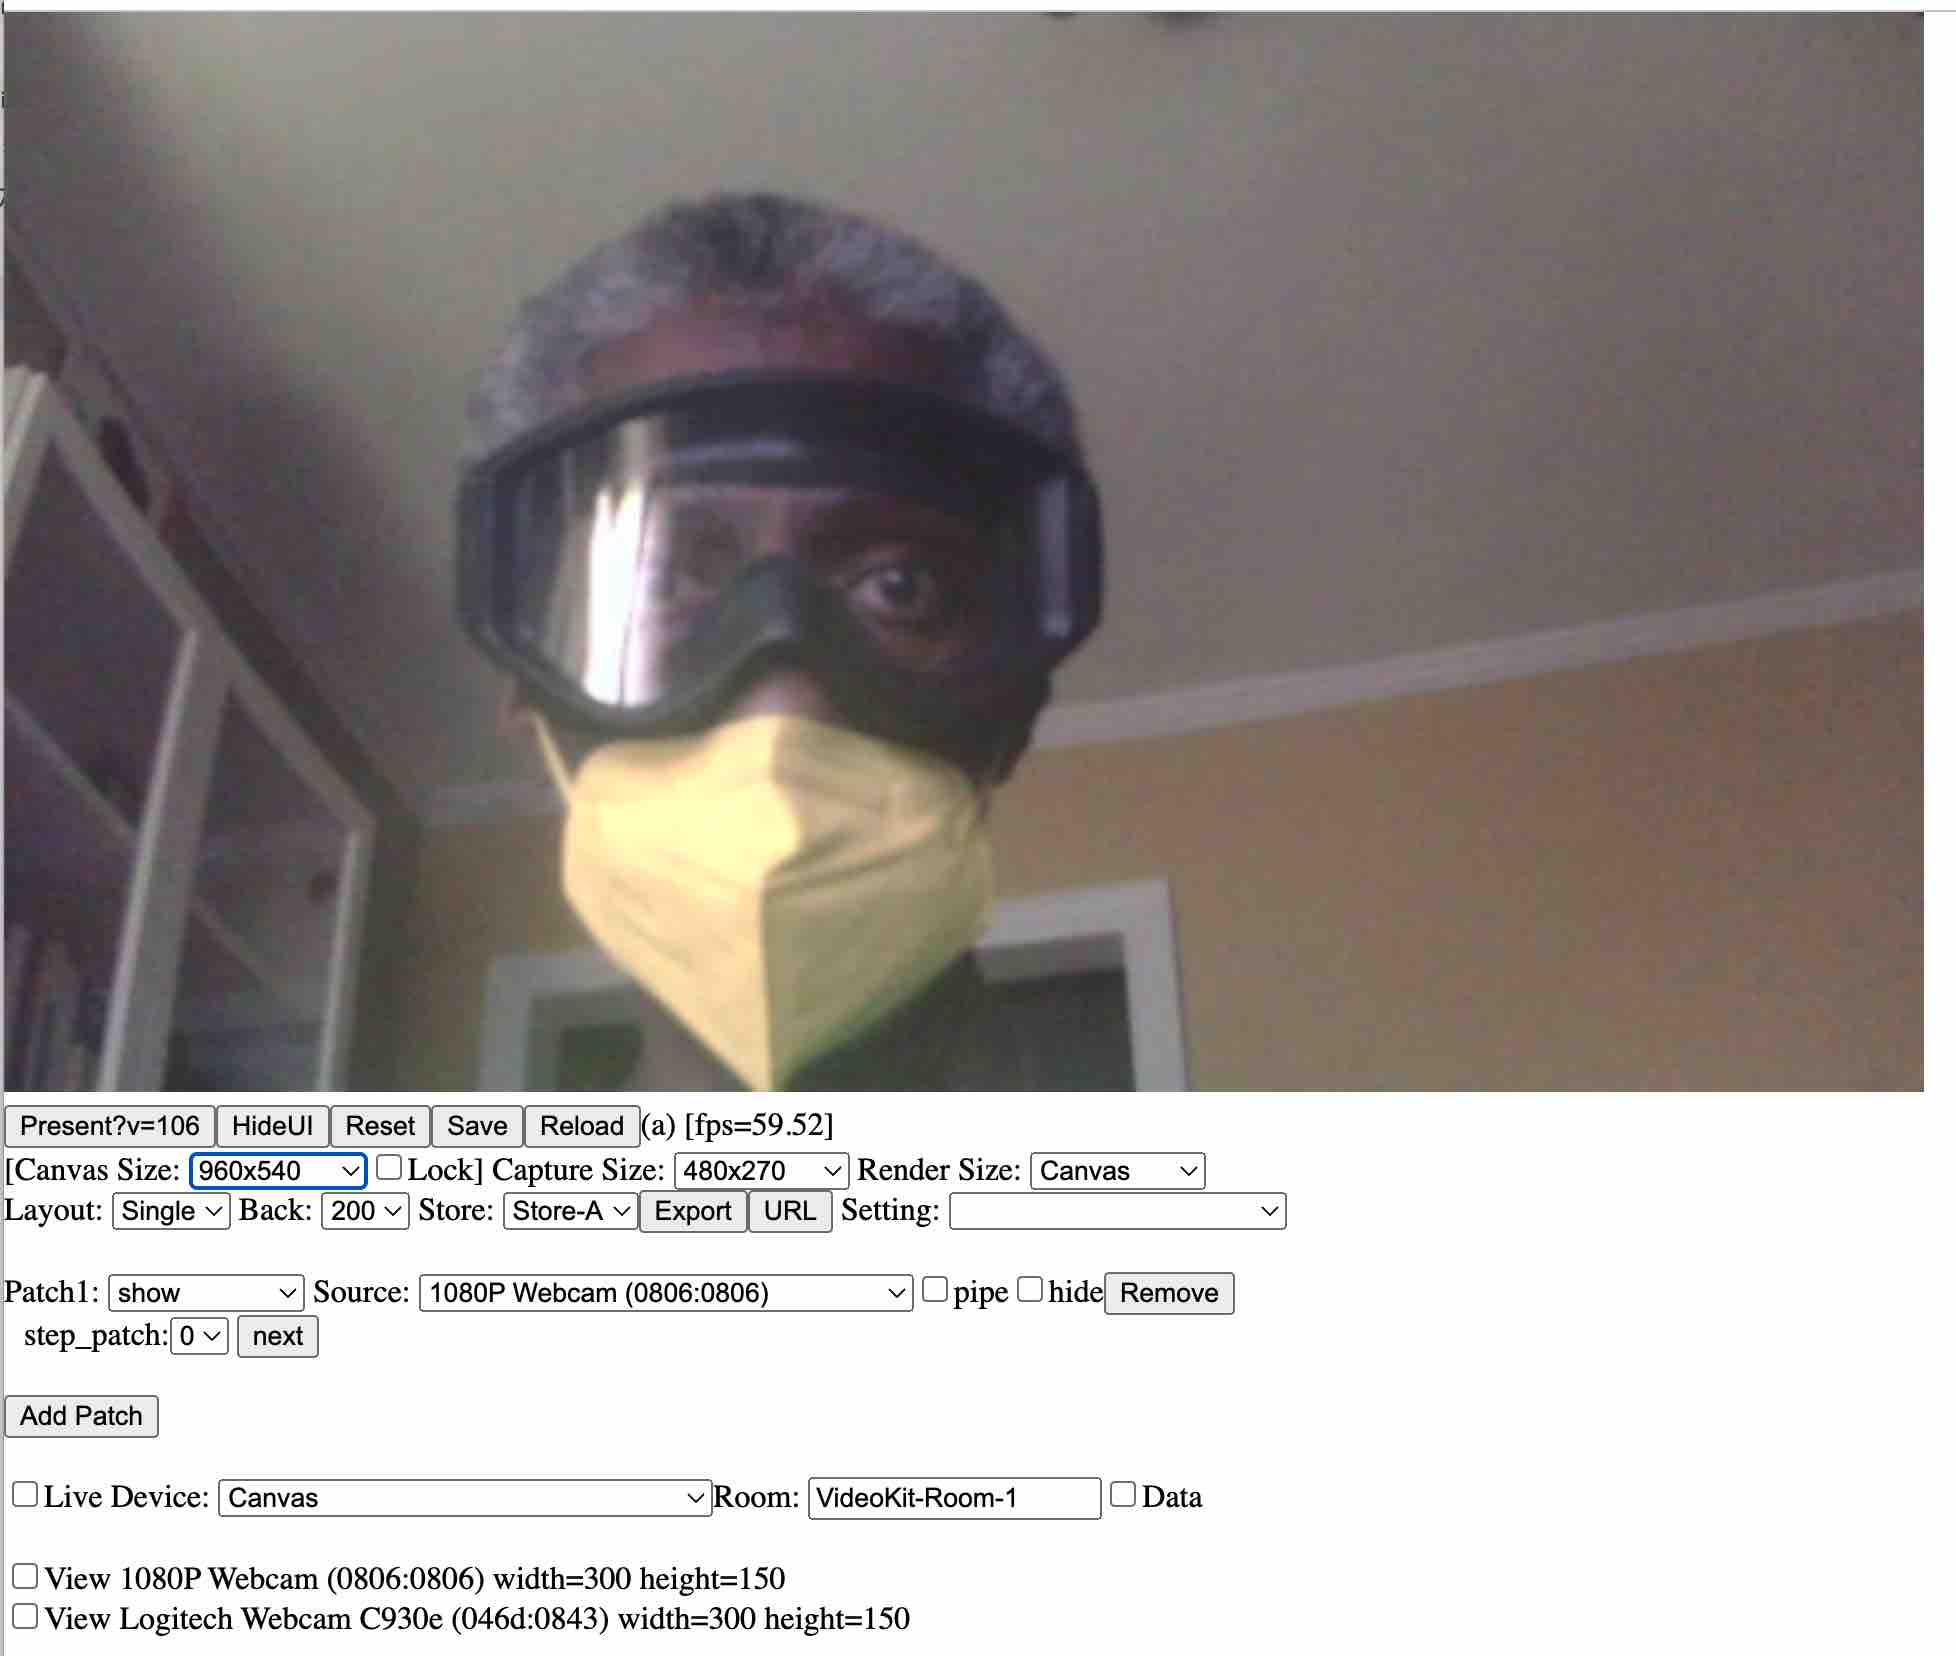 Present?v=106 HideUI Reset Save Reload (a) [fps=59.52]
[Canvas Size: 960x540 Lock] Capture Size: 480x270 Render Size: Canvas
Layout: Single Back: 200 Store: Store-A Export URL Setting:
Patch1: show Source: 1080P Webcam (0806:0806) pipe hide Remove
step_patch: 0 next
Add Patch
Live Device: Canvas Room: VideoKit-Room-1 Data
View 1080P Webcam (0806:0806) width=300 height=150
View Logitech Webcam C930e (046d:0843) width=300 height=150